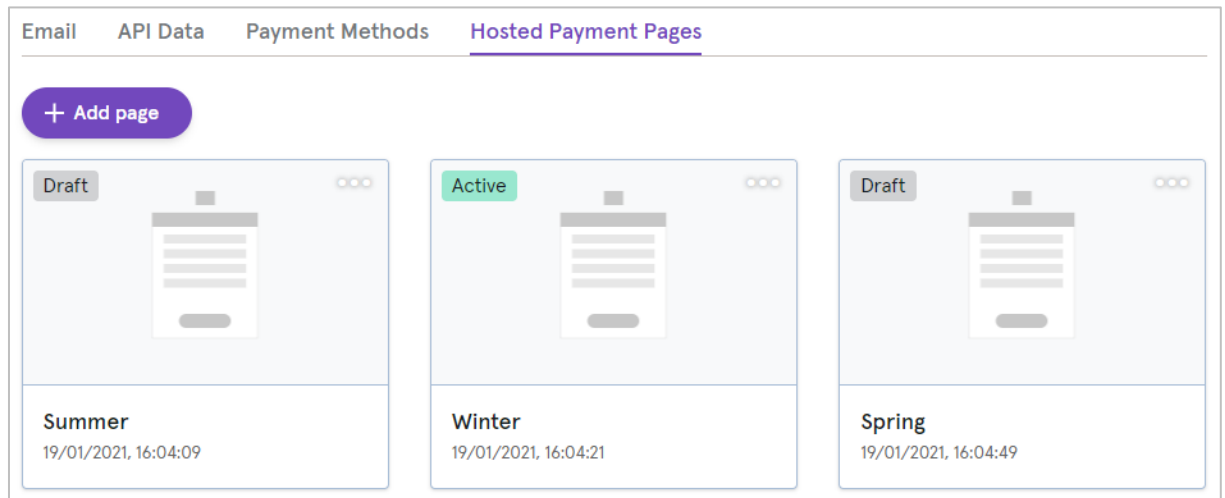 Email API Data Payment Methods Hosted Payment Pages
+ Add page
Draft
Active
Draft
Summer
19/01/2021, 16:04:09
Winter
19/01/2021, 16:04:21
Spring
19/01/2021, 16:04:49